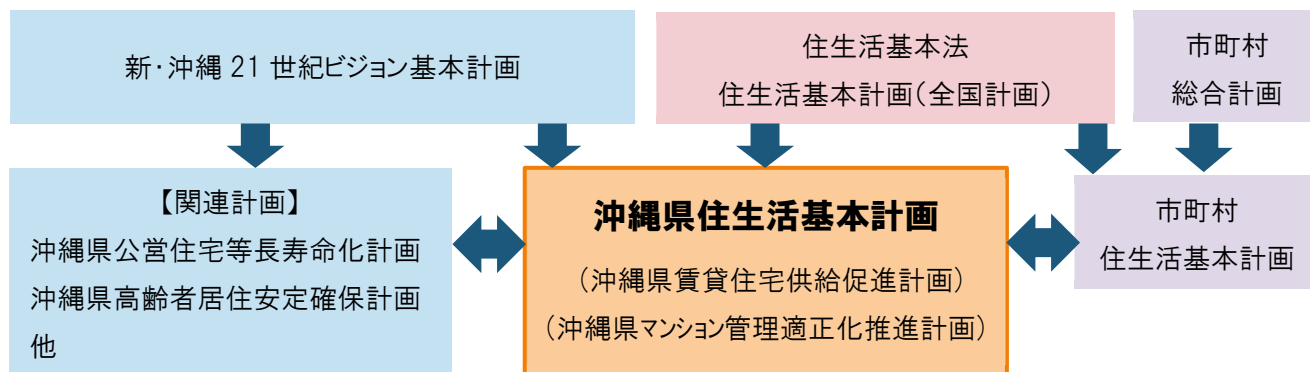 新・沖縄 21 世紀ビジョン基本計画
住生活基本法
住生活基本計画(全国計画)
市町村
総合計画
【関連計画】
沖縄県公営住宅等長寿命化計画
沖縄県高齢者居住安定確保計画
他
沖縄県住生活基本計画
(沖縄県賃貸住宅供給促進計画)
(沖縄県マンション管理適正化推進計画)
市町村
住生活基本計画